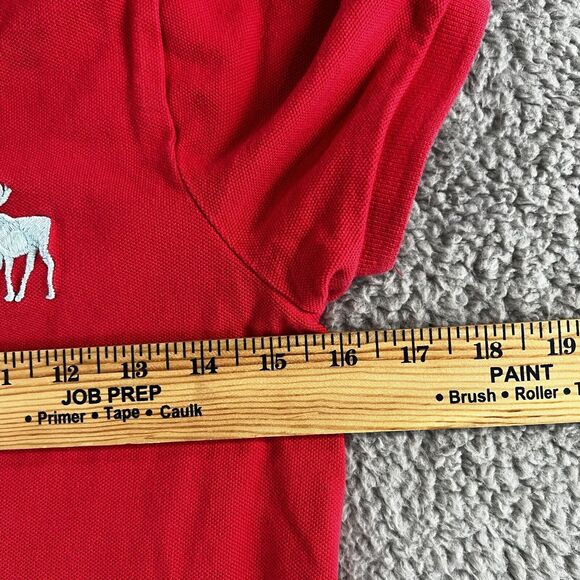 1 12 13 14 15 16 17 18 19
JOB PREP
• Primer • Tape • Caulk
PAINT
• Brush • Roller • T